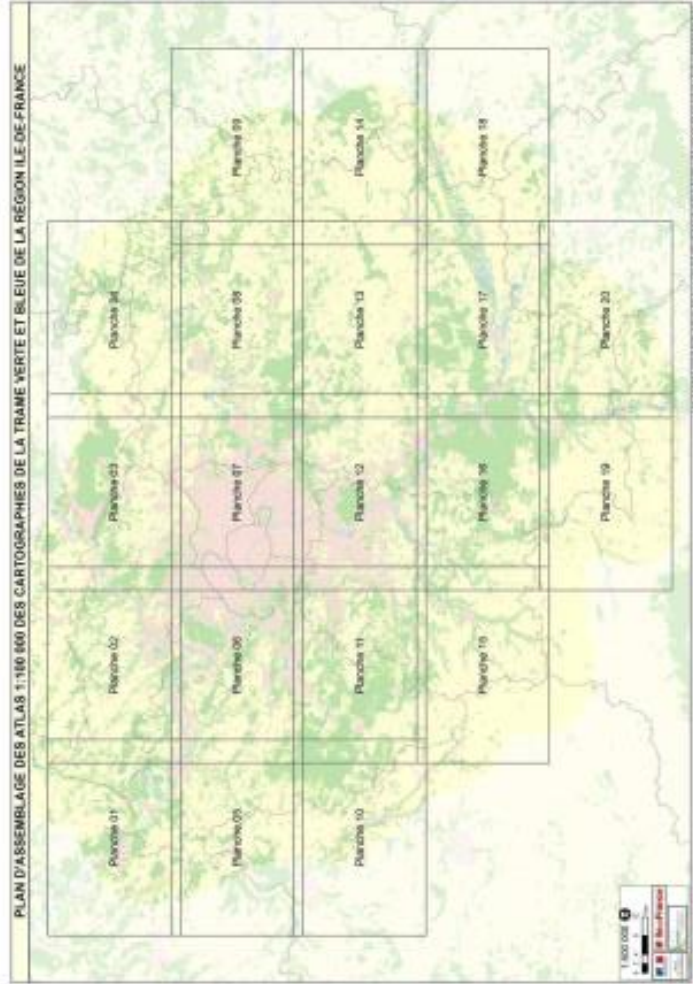 PLAN D'ASSEMBLAGE DES ATLAS 1:100 000 DES CARTOGRAPHIES DE LA TRAME VERTE ET BLEUE DE LA RÉGION ILE-DE-FRANCE
Planche 01
Planche 02
Planche 03
Planche 04
Planche 05
Planche 06
Planche 07
Planche 08
Planche 09
Planche 10
Planche 11
Planche 12
Planche 13
Planche 14
Planche 15
Planche 16
Planche 17
Planche 18
Planche 19
Planche 20